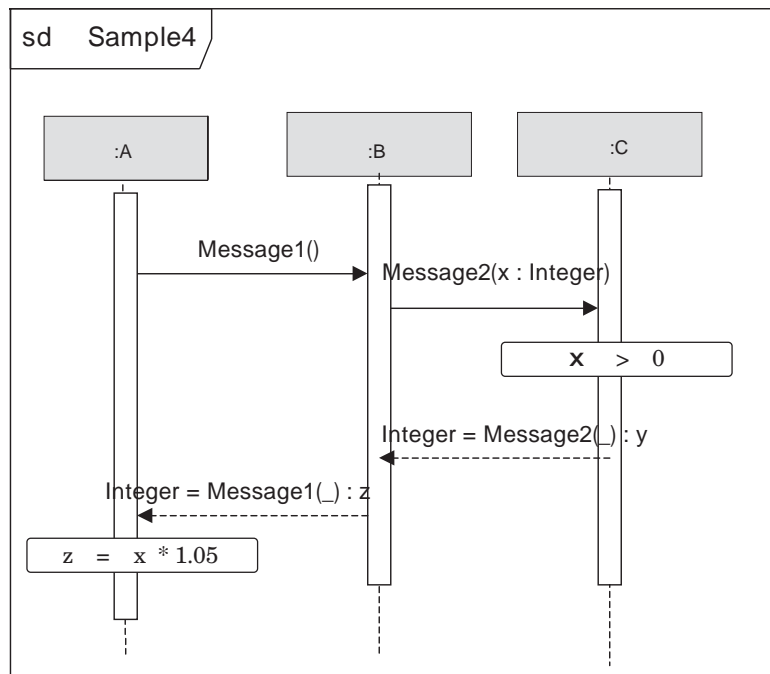 sd Sample4
:A :B :C
Message1()
Message2(x : Integer)
x > 0
Integer = Message2(_) : y
Integer = Message1(_) : z
z = x * 1.05